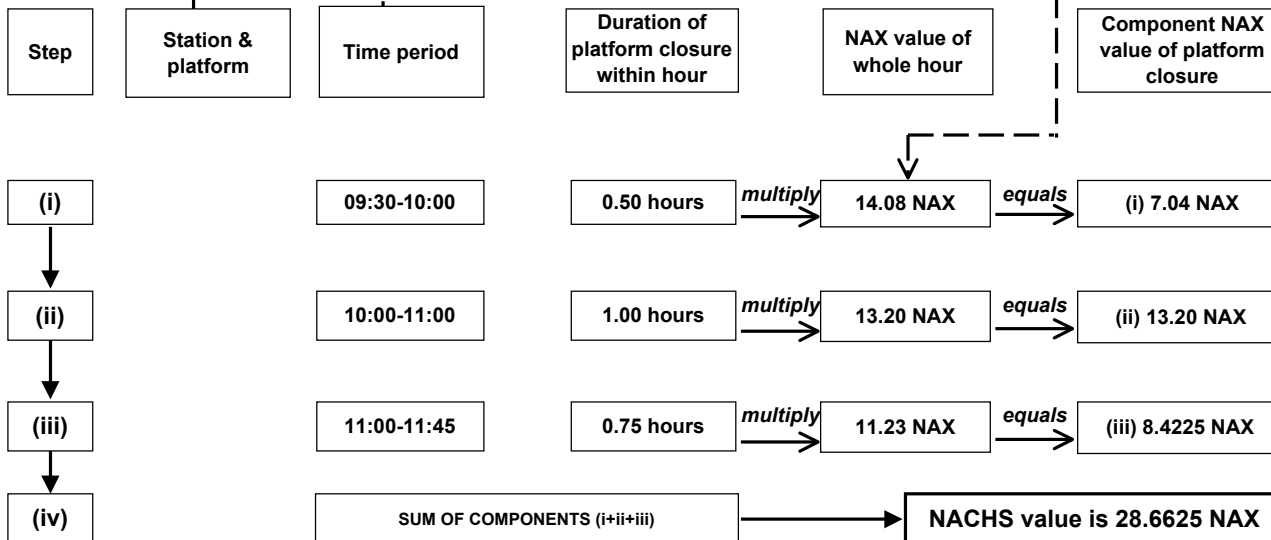 Step
Station &
platform
Time period
Duration of
platform closure
within hour
NAX value of
whole hour
Component NAX
value of platform
closure
(i)
09:30-10:00
0.50 hours
multiply
14.08 NAX
equals
(i) 7.04 NAX
(ii)
10:00-11:00
1.00 hours
multiply
13.20 NAX
equals
(ii) 13.20 NAX
(iii)
11:00-11:45
0.75 hours
multiply
11.23 NAX
equals
(iii) 8.4225 NAX
(iv)
SUM OF COMPONENTS (i+ii+iii)
NACHS value is 28.6625 NAX